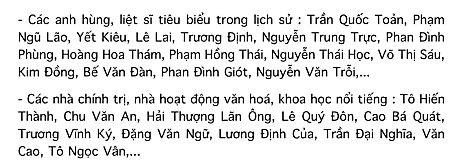 - Các anh hùng, liệt sĩ tiêu biểu trong lịch sử : Trần Quốc Toản, Phạm
Ngũ Lão, Yết Kiêu, Lê Lai, Trương Định, Nguyễn Trung Trực, Phan Đình
Phùng, Hoàng Hoa Thám, Phạm Hồng Thái, Nguyễn Thái Học, Võ Thị Sáu,
Kim Đồng, Bế Văn Đàn, Phan Đình Giót, Nguyễn Văn Trỗi,...
- Các nhà chính trị, nhà hoạt động văn hoá, khoa học nổi tiếng : Tô Hiến
Thành, Chu Văn An, Hải Thượng Lãn Ông, Lê Quý Đôn, Cao Bá Quát,
Trương Vĩnh Ký, Đặng Văn Ngữ, Lương Định Của, Trần Đại Nghĩa, Văn
Cao, Tô Ngọc Vân,...